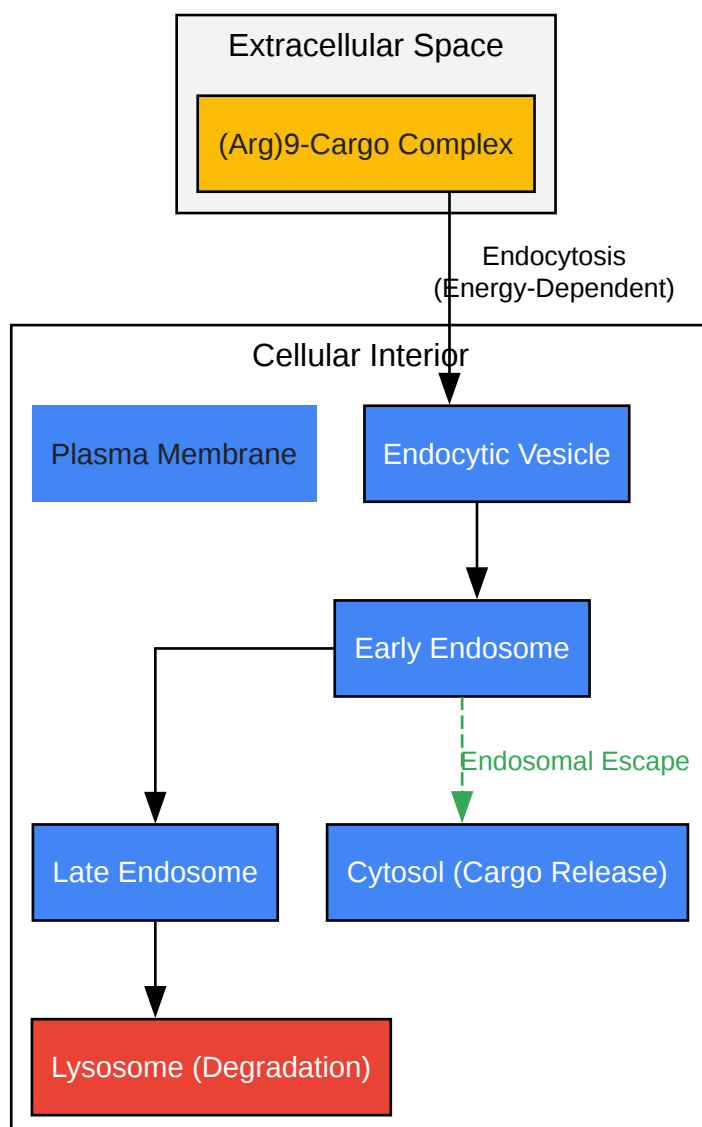 Extracellular Space
(Arg)9-Cargo Complex
Endocytosis
(Energy-Dependent)
Cellular Interior
Plasma Membrane
Endocytic Vesicle
Early Endosome
Endosomal Escape
Late Endosome
Cytosol (Cargo Release)
Lysosome (Degradation)